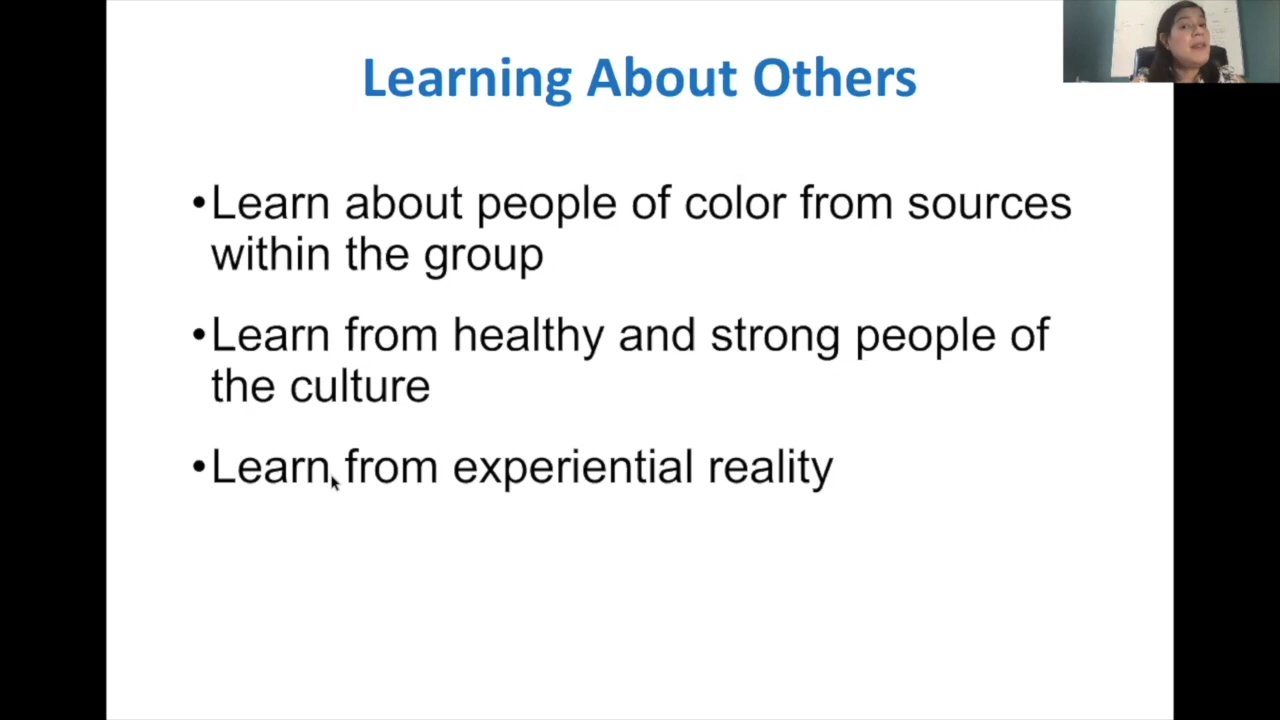 Learning About Others
•Learn about people of color from sources
within the group
•Learn from healthy and strong people of
the culture
•Learn from experiential reality